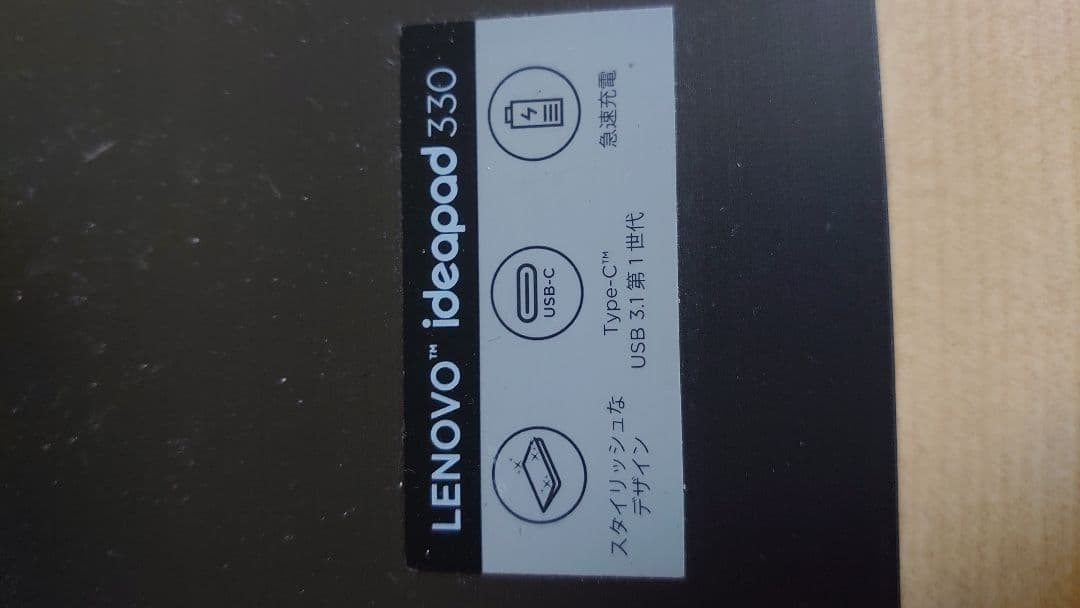 LENOVO™ ideapad 330
USB-C
スタイリッシュな
デザイン
Type-C™
USB 3.1 第1世代
急速充電